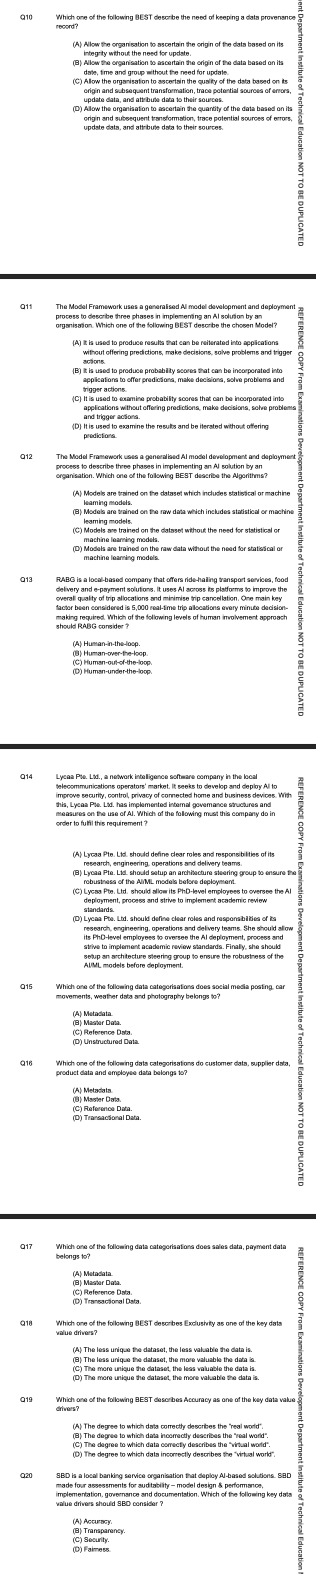 Q10 Which one of the following BEST describe the need of keeping a data provenance
record?
(A) Allow the organisation to ascertain the origin of the data based on its
integrity without the need for update.
(B) Allow the organisation to ascertain the origin of the data based on its
date, time and group without the need for update.
(C) Allow the organisation to ascertain the quality of the data based on its
origin and subsequent transformation, trace potential sources of errors,
update data, and attribute data to their sources.
(D) Allow the organisation to ascertain the quantity of the data based on its
origin and subsequent transformation, trace potential sources of errors,
update data, and attribute data to their sources.
ent Department Institute of Technical Education NOT TO BE DUPLICATED
Q11 The Model Framework uses a generalised AI model development and deployment
process to describe three phases in implementing an AI solution by an
organisation. Which one of the following BEST describe the chosen Model?
(A) It is used to produce results that can be reiterated into applications
without offering predictions, make decisions, solve problems and trigger
actions.
(B) It is used to produce probability scores that can be incorporated into
applications to offer predictions, make decisions, solve problems and
trigger actions.
(C) It is used to examine probability scores that can be incorporated into
applications without offering predictions, make decisions, solve problems
and trigger actions.
(D) It is used to examine the results and be iterated without offering
predictions.
Q12 The Model Framework uses a generalised AI model development and deployment
process to describe three phases in implementing an AI solution by an
organisation. Which one of the following BEST describe the Algorithms?
(A) Models are trained on the dataset which includes statistical or machine
learning models.
(B) Models are trained on the raw data which includes statistical or machine
learning models.
(C) Models are trained on the dataset without the need for statistical or
machine learning models.
(D) Models are trained on the raw data without the need for statistical or
machine learning models.
Q13 RABG is a local-based company that offers ride-hailing transport services, food
delivery and e-payment solutions. It uses AI across its platforms to improve the
overall quality of trip allocations and minimise trip cancellation. One main key
factor been considered is 5,000 real-time trip allocations every minute decision-
making required. Which of the following levels of human involvement approach
should RABG consider ?
(A) Human-in-the-loop.
(B) Human-over-the-loop.
(C) Human-out-of-the-loop.
(D) Human-under-the-loop.
REFERENCE COPY From Examinations Development Department Institute of Technical Education NOT TO BE DUPLICATED
Q14 Lycaa Pte. Ltd., a network intelligence software company in the local
telecommunications operators' market. It seeks to develop and deploy AI to
improve security, control, privacy of connected home and business devices. With
this, Lycaa Pte. Ltd. has implemented internal governance structures and
measures on the use of AI. Which of the following must this company do in
order to fulfil this requirement ?
(A) Lycaa Pte. Ltd. should define clear roles and responsibilities of its
research, engineering, operations and delivery teams.
(B) Lycaa Pte. Ltd. should setup an architecture steering group to ensure the
robustness of the AI/ML models before deployment.
(C) Lycaa Pte. Ltd. should allow its PhD-level employees to oversee the AI
deployment, process and strive to implement academic review
standards.
(D) Lycaa Pte. Ltd. should define clear roles and responsibilities of its
research, engineering, operations and delivery teams. She should allow
its PhD-level employees to oversee the AI deployment, process and
strive to implement academic review standards. Finally, she should
setup an architecture steering group to ensure the robustness of the
AI/ML models before deployment.
Q15 Which one of the following data categorisations does social media posting, car
movements, weather data and photography belongs to?
(A) Metadata.
(B) Master Data.
(C) Reference Data.
(D) Unstructured Data.
Q16 Which one of the following data categorisations do customer data, supplier data,
product data and employee data belongs to?
(A) Metadata.
(B) Master Data.
(C) Reference Data.
(D) Transactional Data.
REFERENCE COPY From Examinations Development Department Institute of Technical Education NOT TO BE DUPLICATED
Q17 Which one of the following data categorisations does sales data, payment data
belongs to?
(A) Metadata.
(B) Master Data.
(C) Reference Data.
(D) Transactional Data.
Q18 Which one of the following BEST describes Exclusivity as one of the key data
value drivers?
(A) The less unique the dataset, the less valuable the data is.
(B) The less unique the dataset, the more valuable the data is.
(C) The more unique the dataset, the less valuable the data is.
(D) The more unique the dataset, the more valuable the data is.
Q19 Which one of the following BEST describes Accuracy as one of the key data value
drivers?
(A) The degree to which data correctly describes the "real world".
(B) The degree to which data incorrectly describes the "real world".
(C) The degree to which data correctly describes the "virtual world".
(D) The degree to which data incorrectly describes the "virtual world".
Q20 SBD is a local banking service organisation that deploy AI-based solutions. SBD
made four assessments for auditability – model design & performance,
implementation, governance and documentation. Which of the following key data
value drivers should SBD consider ?
(A) Accuracy.
(B) Transparency.
(C) Security.
(D) Fairness.
REFERENCE COPY From Examinations Development Department Institute of Technical Education